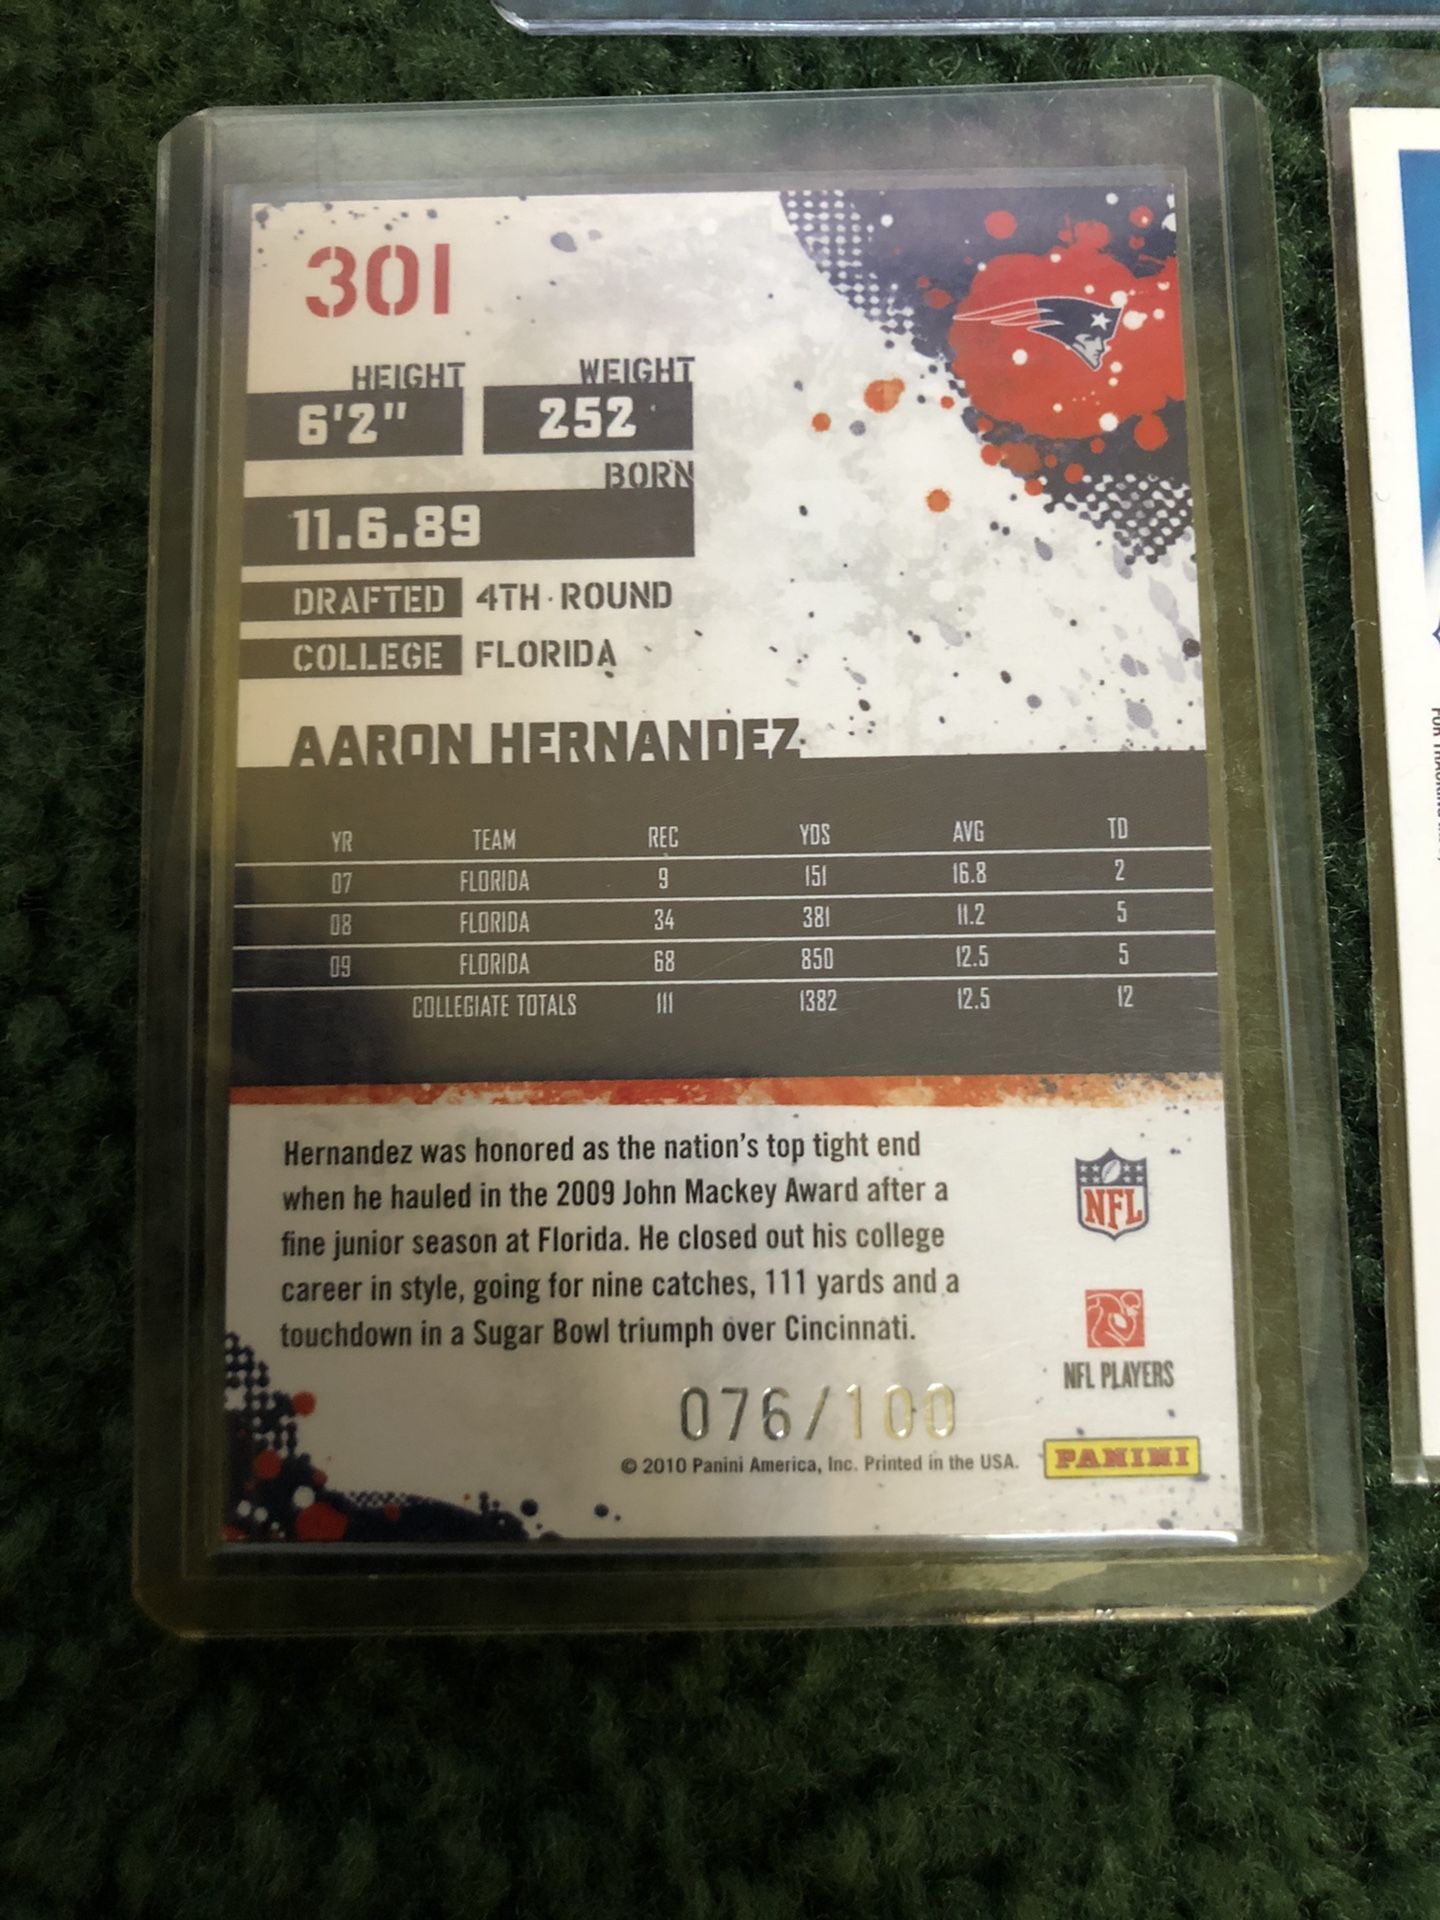 301
HEIGHT WEIGHT
6'2" 252
BORN
11.6.89
DRAFTED 4TH·ROUND
COLLEGE FLORIDA
AARON HERNANDEZ
YR TEAM REC YDS AVG TD
07 FLORIDA 9 151 16.8 2
08 FLORIDA 34 381 11.2 5
09 FLORIDA 68 850 12.5 5
COLLEGIATE TOTALS 111 1382 12.5 12
Hernandez was honored as the nation's top tight end
when he hauled in the 2009 John Mackey Award after a
fine junior season at Florida. He closed out his college
career in style, going for nine catches, 111 yards and a
touchdown in a Sugar Bowl triumph over Cincinnati.
NFL
NFL PLAYERS
076/100
© 2010 Panini America, Inc. Printed in the USA.
PANINI